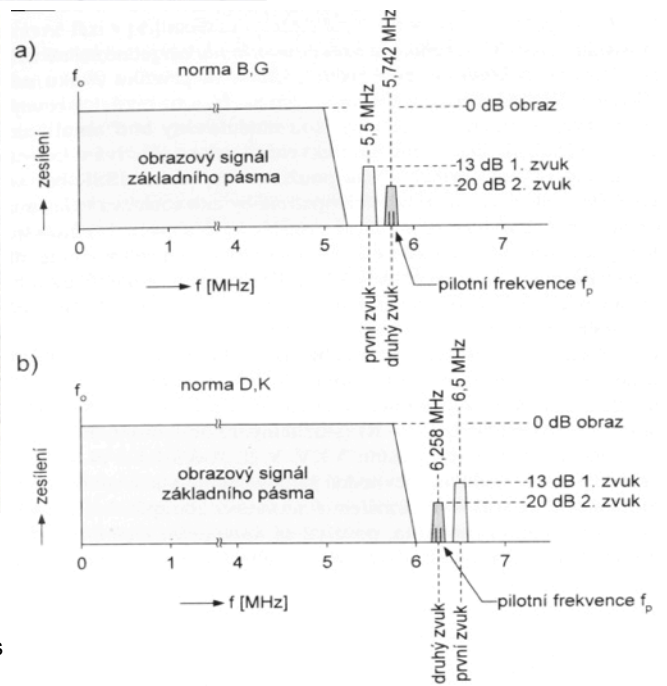 a)
f₀
norma B,G
5,5 MHz
5,742 MHz
0 dB obraz
zesílení
obrazový signál
základního pásma
13 dB 1. zvuk
20 dB 2. zvuk
0 1 4 5 6 7
f [MHz]
pilotní frekvence fp
první zvuk
druhý zvuk
b)
f₀
norma D,K
6,258 MHz
6,5 MHz
0 dB obraz
zesílení
obrazový signál
základního pásma
13 dB 1. zvuk
20 dB 2. zvuk
0 1 4 5 6 7
f [MHz]
pilotní frekvence fp
druhý zvuk
první zvuk
s